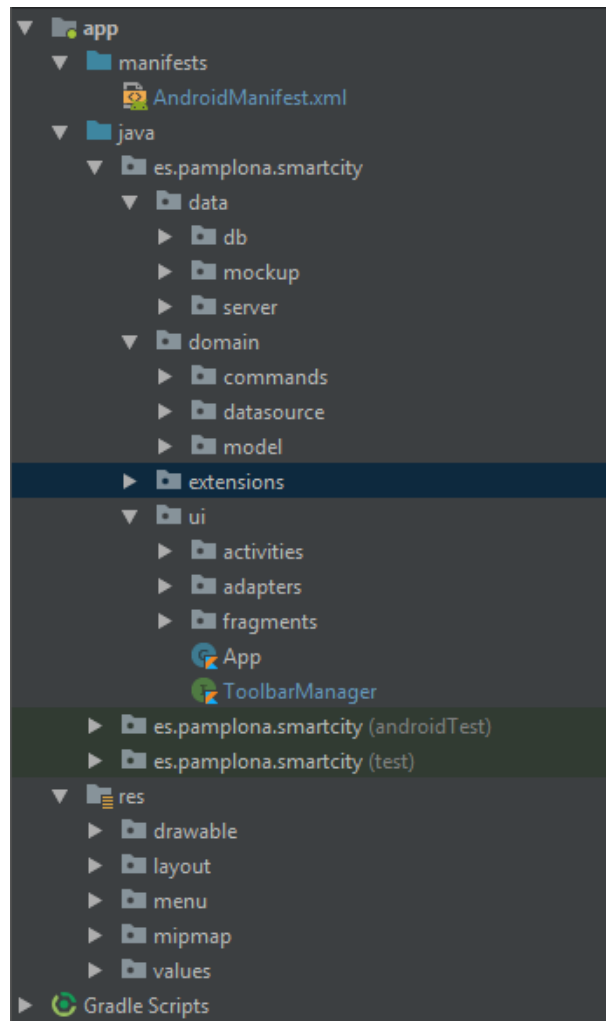 app
manifests
AndroidManifest.xml
java
es.pamplona.smartcity
data
db
mockup
server
domain
commands
datasource
model
extensions
ui
activities
adapters
fragments
App
ToolbarManager
es.pamplona.smartcity (androidTest)
es.pamplona.smartcity (test)
res
drawable
layout
menu
mipmap
values
Gradle Scripts